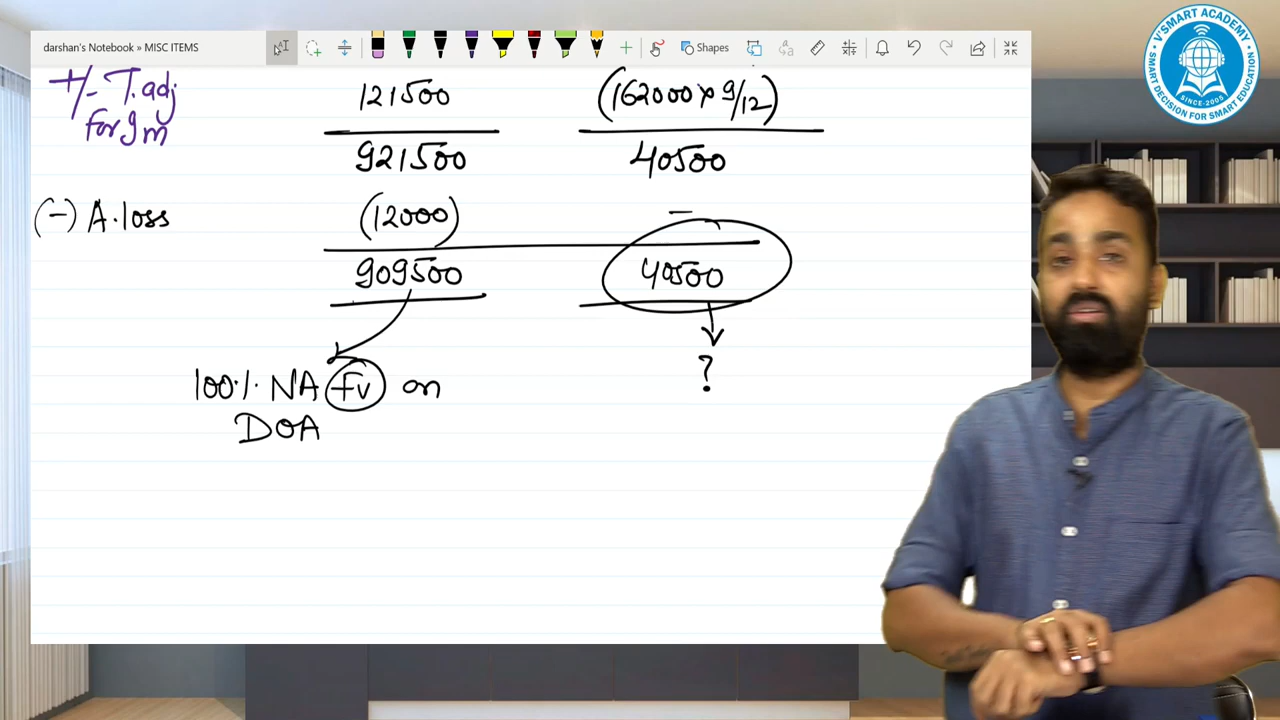 darshan's Notebook » MISC ITEMS
Shapes
V'SMART ACADEMY
SINCE-2005
SMART DECISION FOR SMART EDUCATION
+/- T.adj 121500 (162000 x 9/12)
for 9m
921500 40500
(-) A.loss (12000) -
909500 40500
100% NA FV on ?
DOA